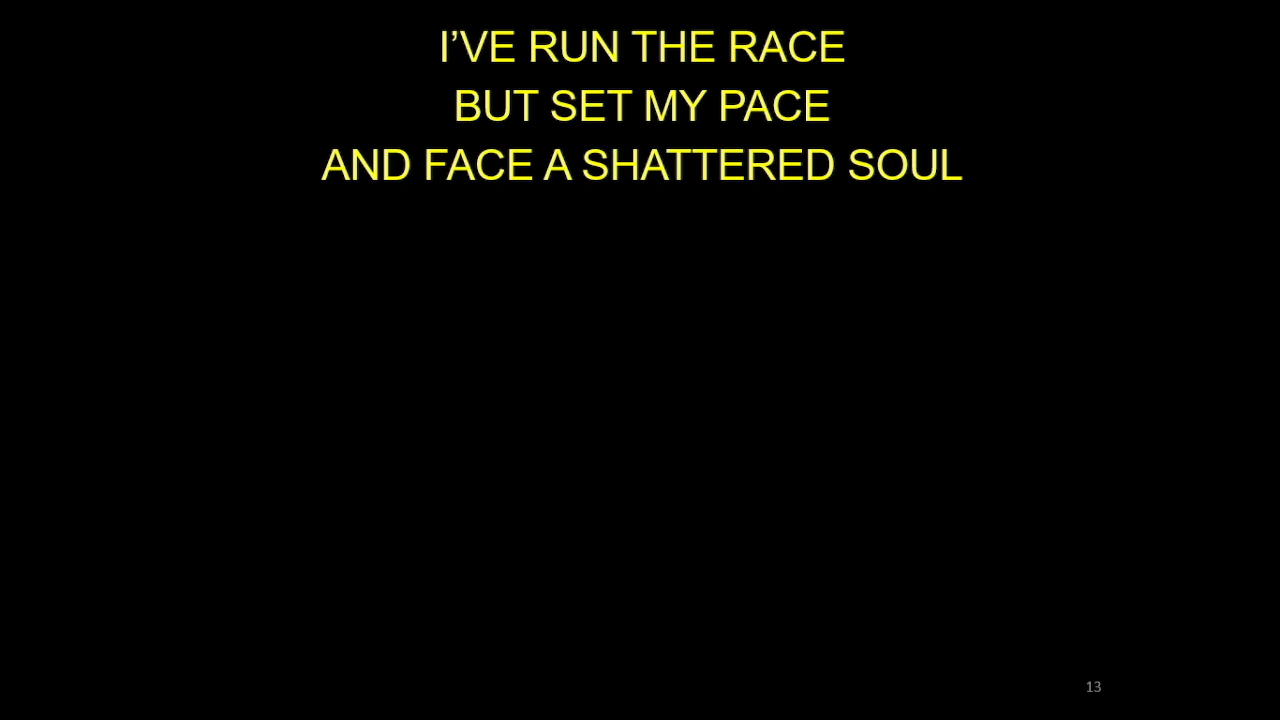 I’VE RUN THE RACE
BUT SET MY PACE
AND FACE A SHATTERED SOUL
13